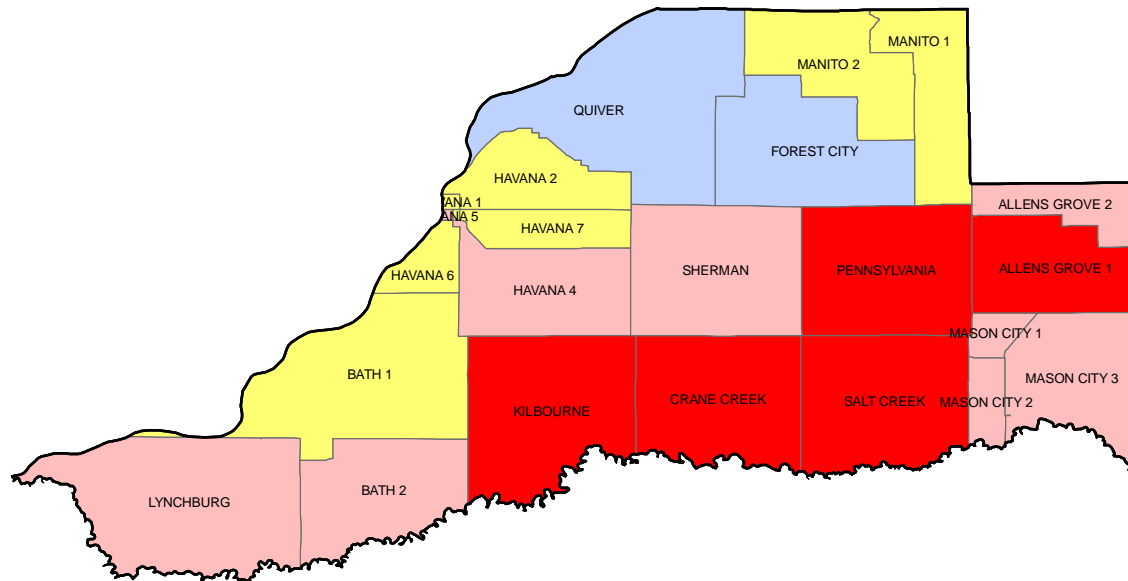 MANITO 1
MANITO 2
QUIVER
FOREST CITY
HAVANA 2
VANA 1
ANA 5
ALLENS GROVE 2
HAVANA 7
HAVANA 6
SHERMAN
PENNSYLVANIA
ALLENS GROVE 1
HAVANA 4
MASON CITY 1
BATH 1
MASON CITY 3
KILBOURNE
CRANE CREEK
SALT CREEK
MASON CITY 2
LYNCHBURG
BATH 2